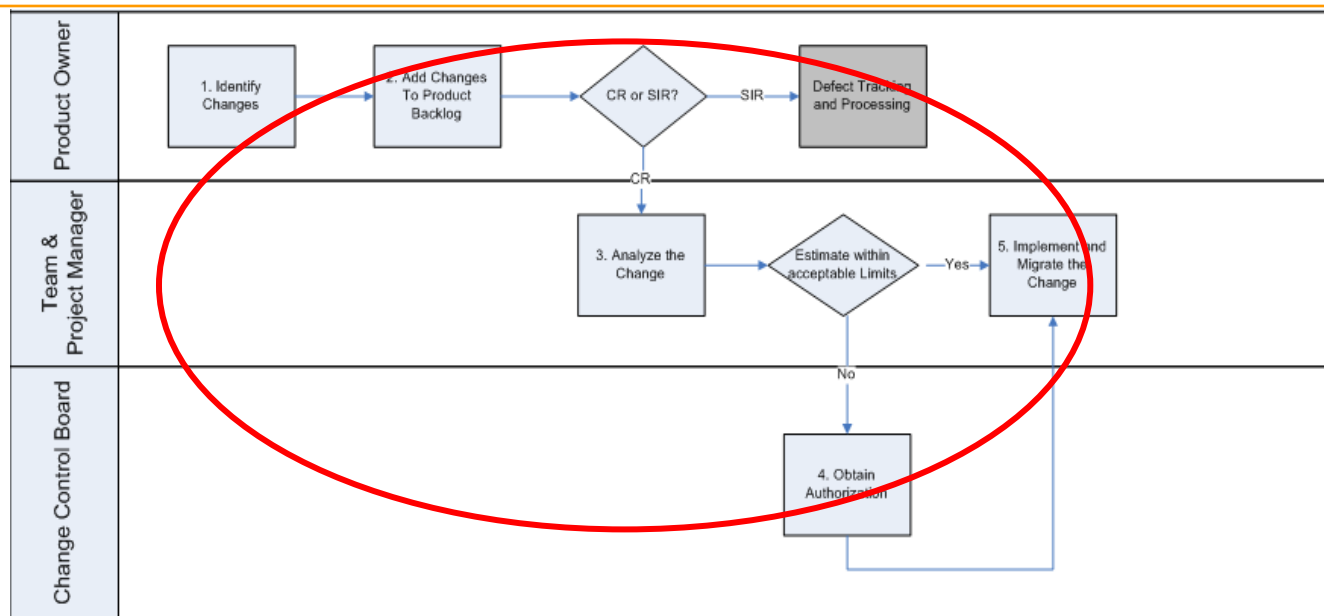 Product Owner
1. Identify
Changes
2. Add Changes
To Product
Backlog
CR or SIR?
SIR
Defect Tracking
and Processing
CR
Team &
Project Manager
3. Analyze the
Change
Estimate within
acceptable Limits
Yes
5. Implement and
Migrate the
Change
No
Change Control Board
4. Obtain
Authorization